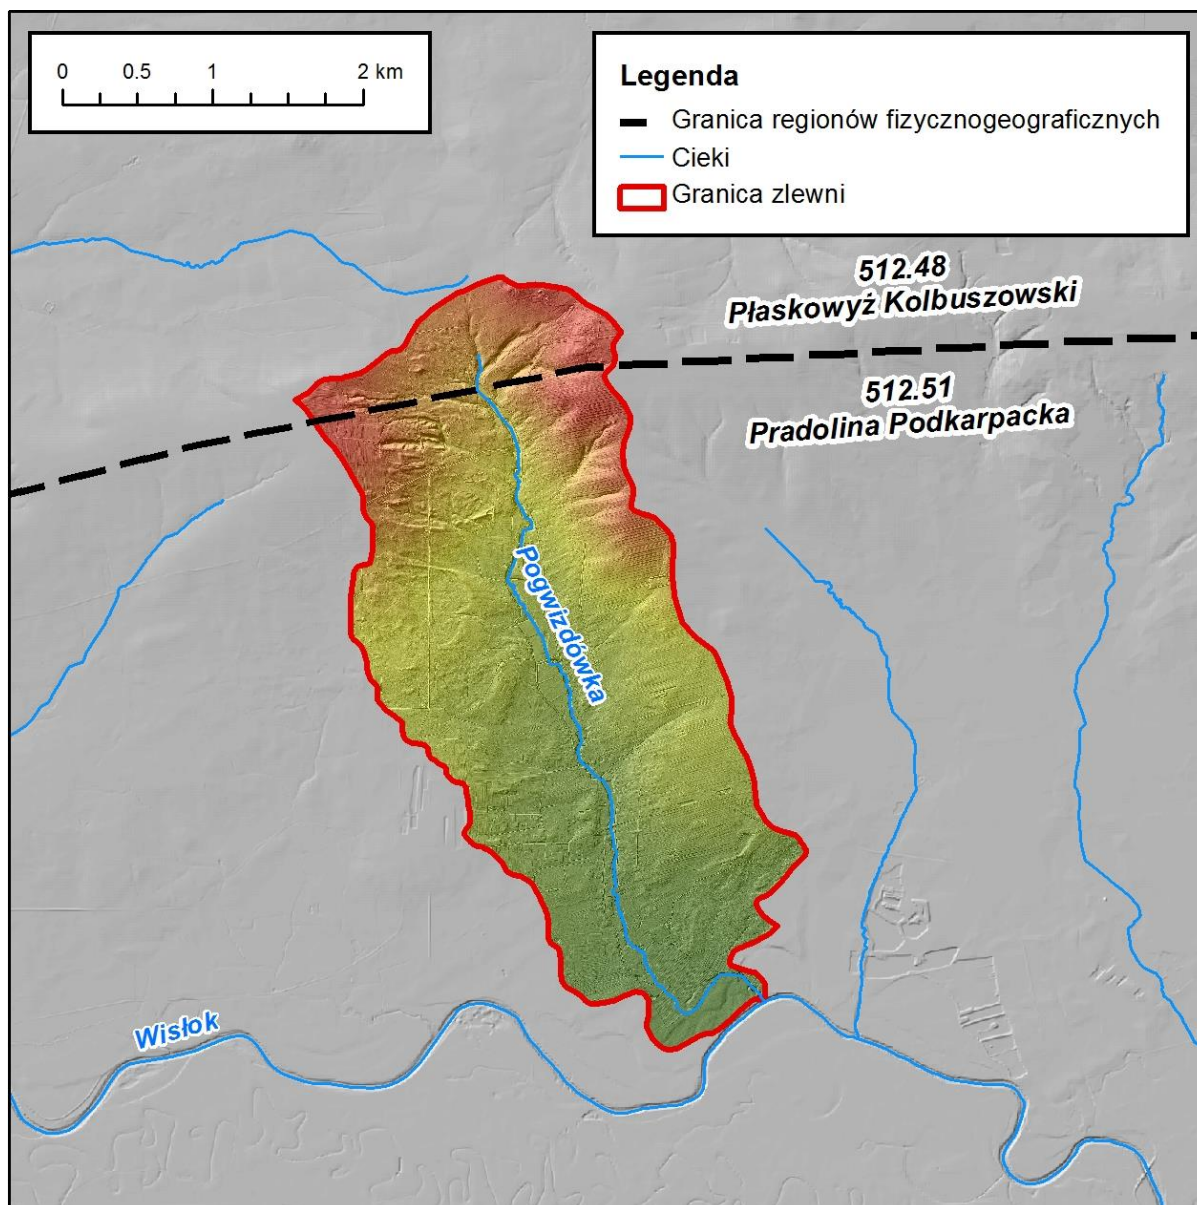 0 0.5 1 2 km
Legenda
Granica regionów fizycznogeograficznych
Cieki
Granica zlewni
512.48
Płaskowyż Kolbuszowski
512.51
Pradolina Podkarpacka
Pogwizdówka
Wisłok